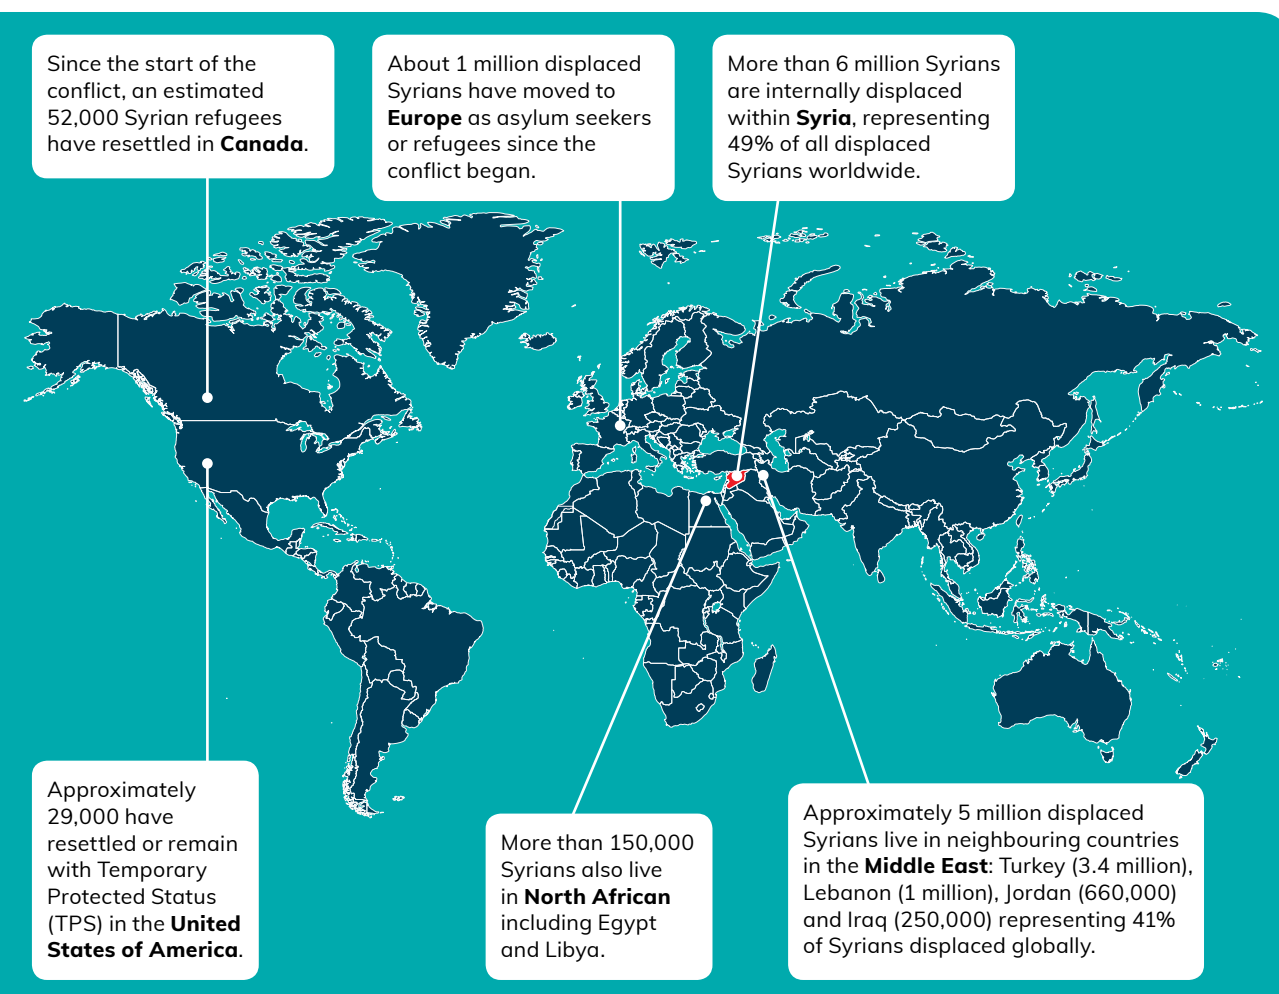 Since the start of the
conflict, an estimated
52,000 Syrian refugees
have resettled in Canada.
About 1 million displaced
Syrians have moved to
Europe as asylum seekers
or refugees since the
conflict began.
More than 6 million Syrians
are internally displaced
within Syria, representing
49% of all displaced
Syrians worldwide.
Approximately
29,000 have
resettled or remain
with Temporary
Protected Status
(TPS) in the United
States of America.
More than 150,000
Syrians also live
in North African
including Egypt
and Libya.
Approximately 5 million displaced
Syrians live in neighbouring countries
in the Middle East: Turkey (3.4 million),
Lebanon (1 million), Jordan (660,000)
and Iraq (250,000) representing 41%
of Syrians displaced globally.